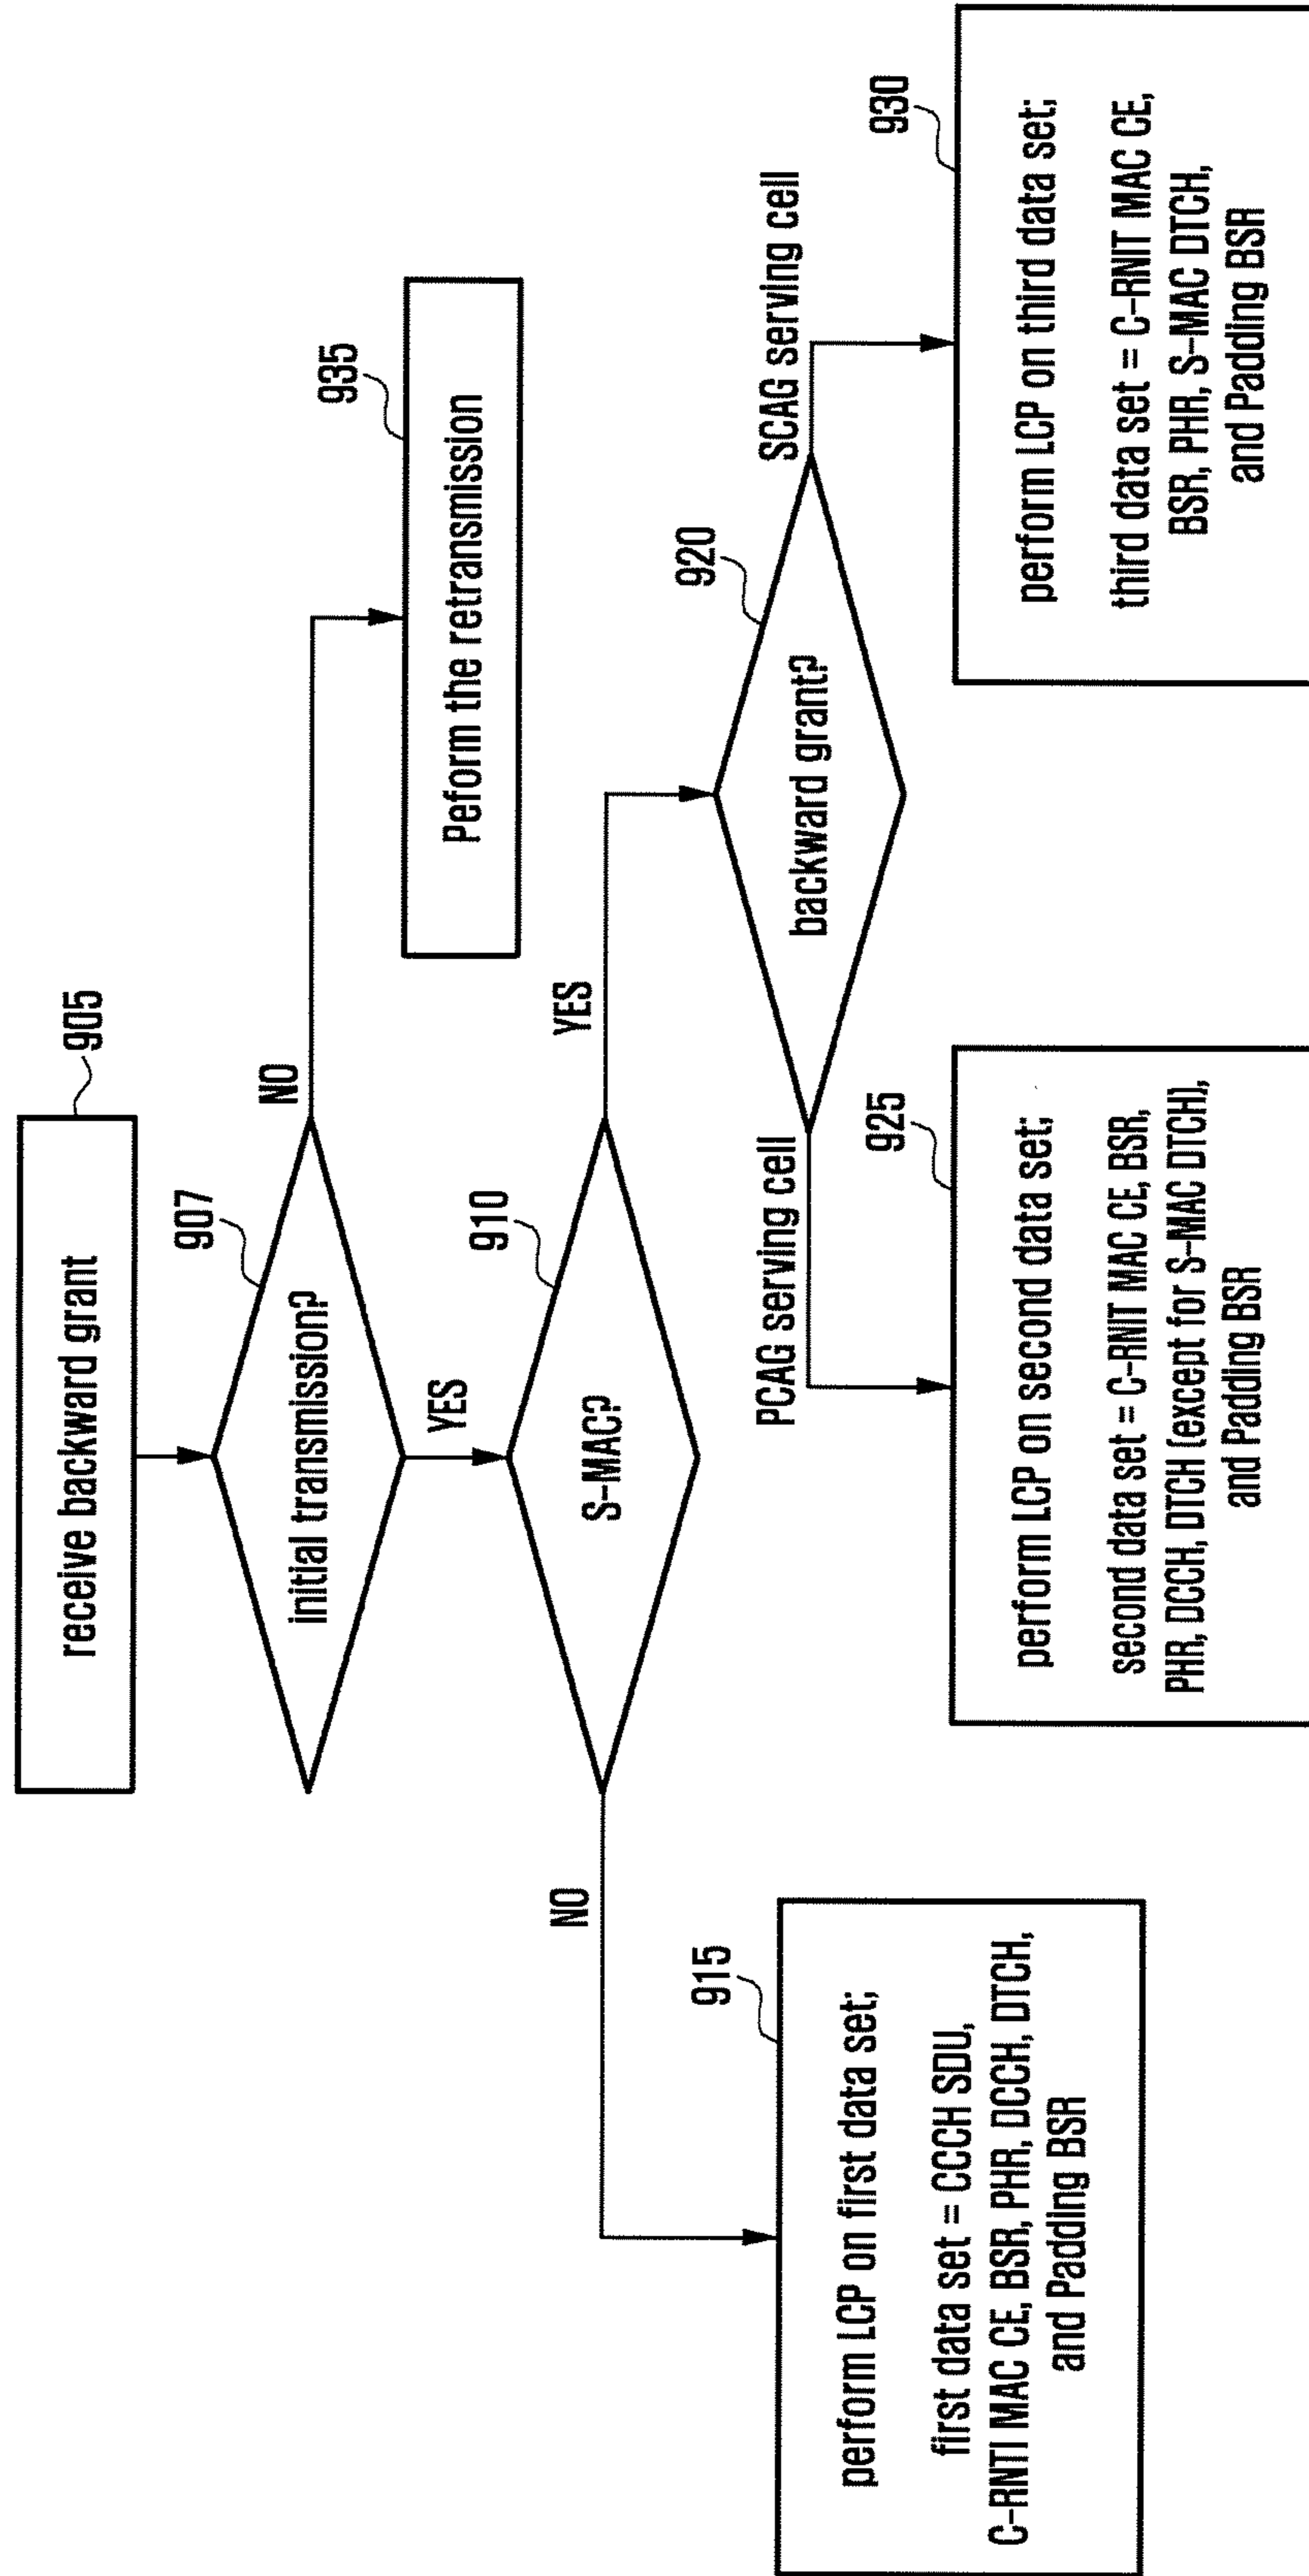 receive backward grant
905
initial transmission?
907
NO
Peform the retransmission
935
YES
S-MAC?
910
NO
YES
perform LCP on first data set;
first data set = CCCH SDU,
C-RNTI MAC CE, BSR, PHR, DCCH, DTCH,
and Padding BSR
915
backward grant?
920
PCAG serving cell
SCAG serving cell
perform LCP on second data set;
second data set = C-RNIT MAC CE, BSR,
PHR, DCCH, DTCH (except for S-MAC DTCH),
and Padding BSR
925
perform LCP on third data set;
third data set = C-RNIT MAC CE,
BSR, PHR, S-MAC DTCH,
and Padding BSR
930